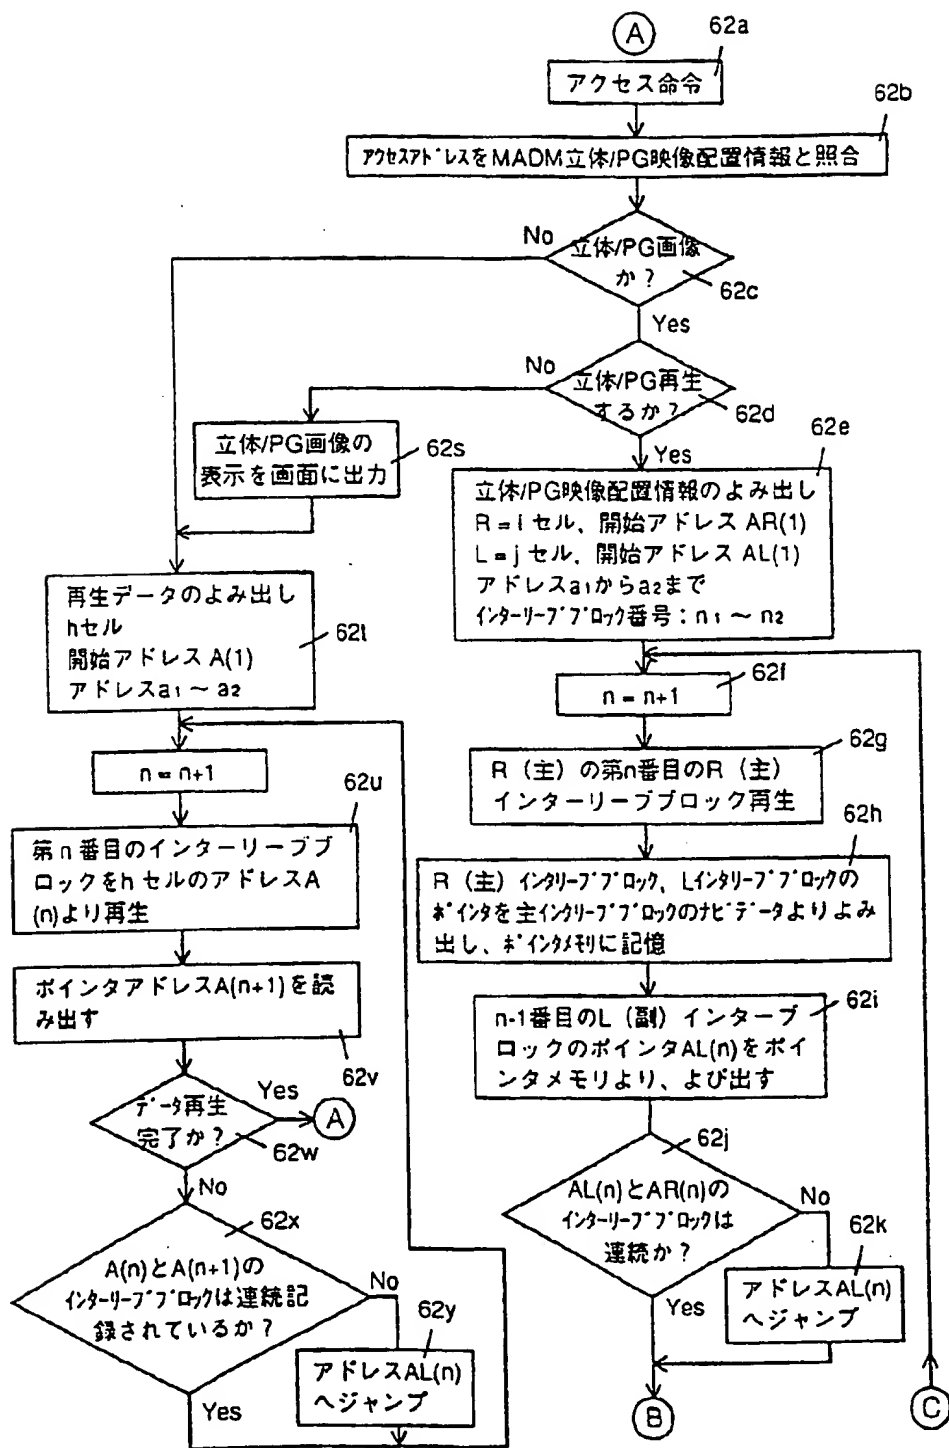 A
62a
アクセス命令
62b
アクセスアドレスをMADM立体/PG映像配置情報と照合
立体/PG画像
か?
62c
No
Yes
立体/PG再生
するか?
62d
No
Yes
立体/PG画像の
表示を画面に出力
62s
62e
立体/PG映像配置情報のよみ出し
R=iセル、開始アドレス AR(1)
L=jセル、開始アドレス AL(1)
アドレスa1からa2まで
インターリーブブロック番号:n1~n2
再生データのよみ出し
hセル
開始アドレス A(1)
アドレスa1~a2
62t
62f
n=n+1
62g
R(主)の第n番目のR(主)
インターリーブブロック再生
62h
R(主)インタリーブブロック、Lインタリーブブロックの
ポインタを主インタリーブブロックのナビデータよりよみ
出し、ポインタメモリに記憶
62i
n-1番目のL(副)インターブ
ロックのポインタAL(n)をポイ
ンタメモリより、よび出す
62j
AL(n)とAR(n)の
インターリーブブロックは
連続か?
No
Yes
62k
アドレスAL(n)
へジャンプ
B
C
n=n+1
62u
第n番目のインターリーブブ
ロックをhセルのアドレスA
(n)より再生
ポインタアドレスA(n+1)を読
み出す
62v
データ再生
完了か?
62w
Yes
A
No
62x
A(n)とA(n+1)の
インターリーブブロックは連続記
録されているか?
No
Yes
62y
アドレスAL(n)
へジャンプ